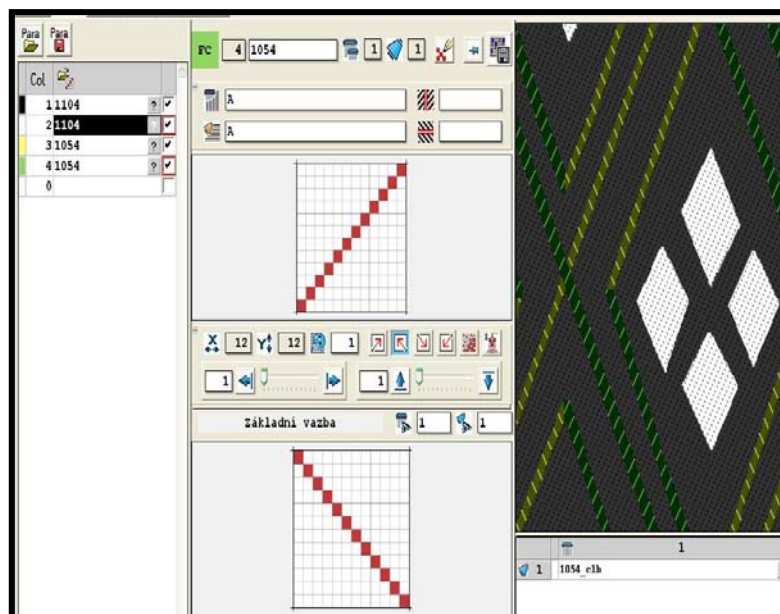 Para Para
Col
1 1104 ?
2 1104 ?
3 1054 ?
4 1054 ?
0
FC 4 1054 1 1
A
A
X 12 Y 12 1
1 1
Základní vazba 1 1
1
1 1054_clb